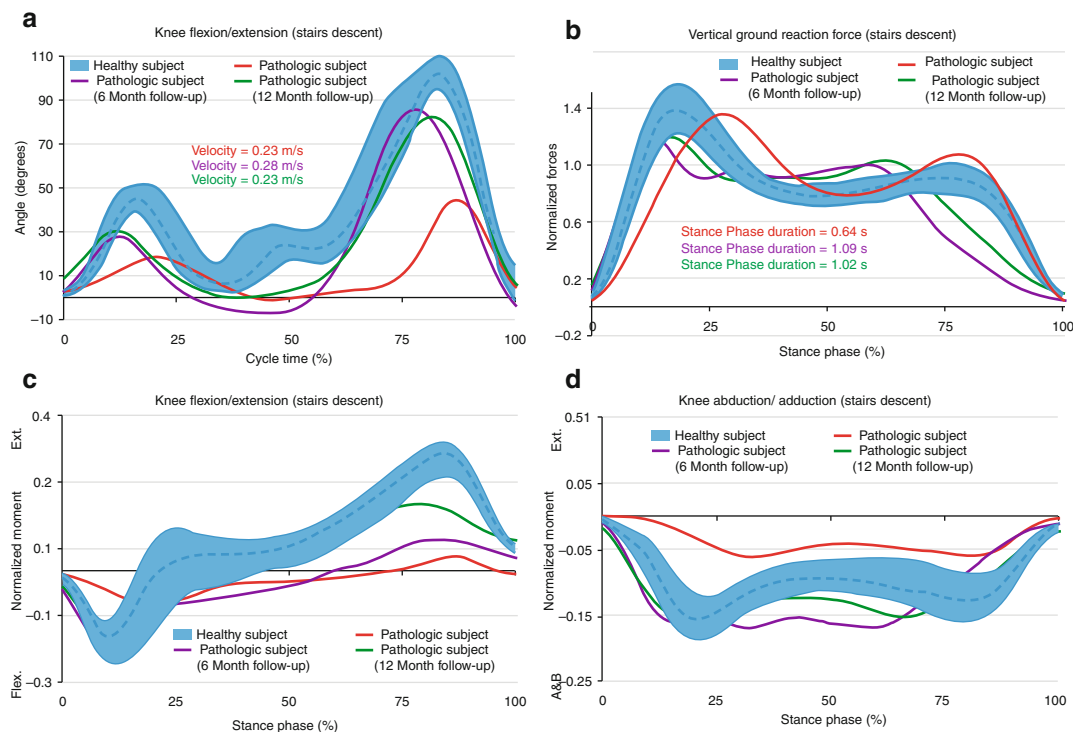 a
Knee flexion/extension (stairs descent)
110
90
70
50
30
10
−10
Angle (degrees)
Healthy subject
Pathologic subject
Pathologic subject
(6 Month follow-up)
Pathologic subject
(12 Month follow-up)
Velocity = 0.23 m/s
Velocity = 0.28 m/s
Velocity = 0.23 m/s
0
25
50
75
100
Cycle time (%)
b
Vertical ground reaction force (stairs descent)
Healthy subject
Pathologic subject
Pathologic subject
(6 Month follow-up)
Pathologic subject
(12 Month follow-up)
1.4
1.0
0.6
0.2
−0.2
Normalized forces
Stance Phase duration = 0.64 s
Stance Phase duration = 1.09 s
Stance Phase duration = 1.02 s
0
25
50
75
100
Stance phase (%)
c
Knee flexion/extension (stairs descent)
0.4
0.2
0.1
−0.1
−0.3
Ext.
Normalized moment
Flex.
Healthy subject
Pathologic subject
Pathologic subject
(6 Month follow-up)
Pathologic subject
(12 Month follow-up)
0
25
50
75
100
Stance phase (%)
d
Knee abduction/ adduction (stairs descent)
0.51
0.05
−0.05
−0.15
−0.25
Ext.
Normalized moment
A&B
Healthy subject
Pathologic subject
Pathologic subject
(6 Month follow-up)
Pathologic subject
(12 Month follow-up)
0
25
50
75
100
Stance phase (%)